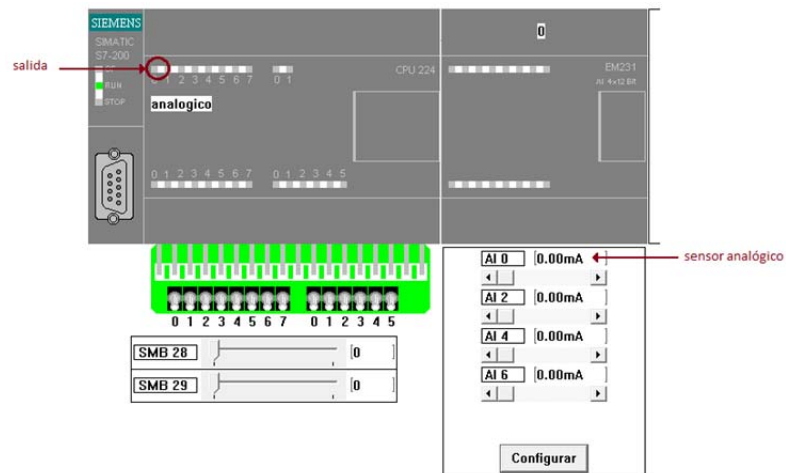 SIEMENS
SIMATIC
S7-200
0
salida
SF
RUN
STOP
0 1 2 3 4 5 6 7 0 1
CPU 224
EM231
AI 4x12 Bit
analogico
0 1 2 3 4 5 6 7 0 1 2 3 4 5
AI 0 [0.00mA ]
sensor analógico
AI 2 [0.00mA ]
AI 4 [0.00mA ]
AI 6 [0.00mA ]
0 1 2 3 4 5 6 7 0 1 2 3 4 5
SMB 28 [0 ]
SMB 29 [0 ]
Configurar